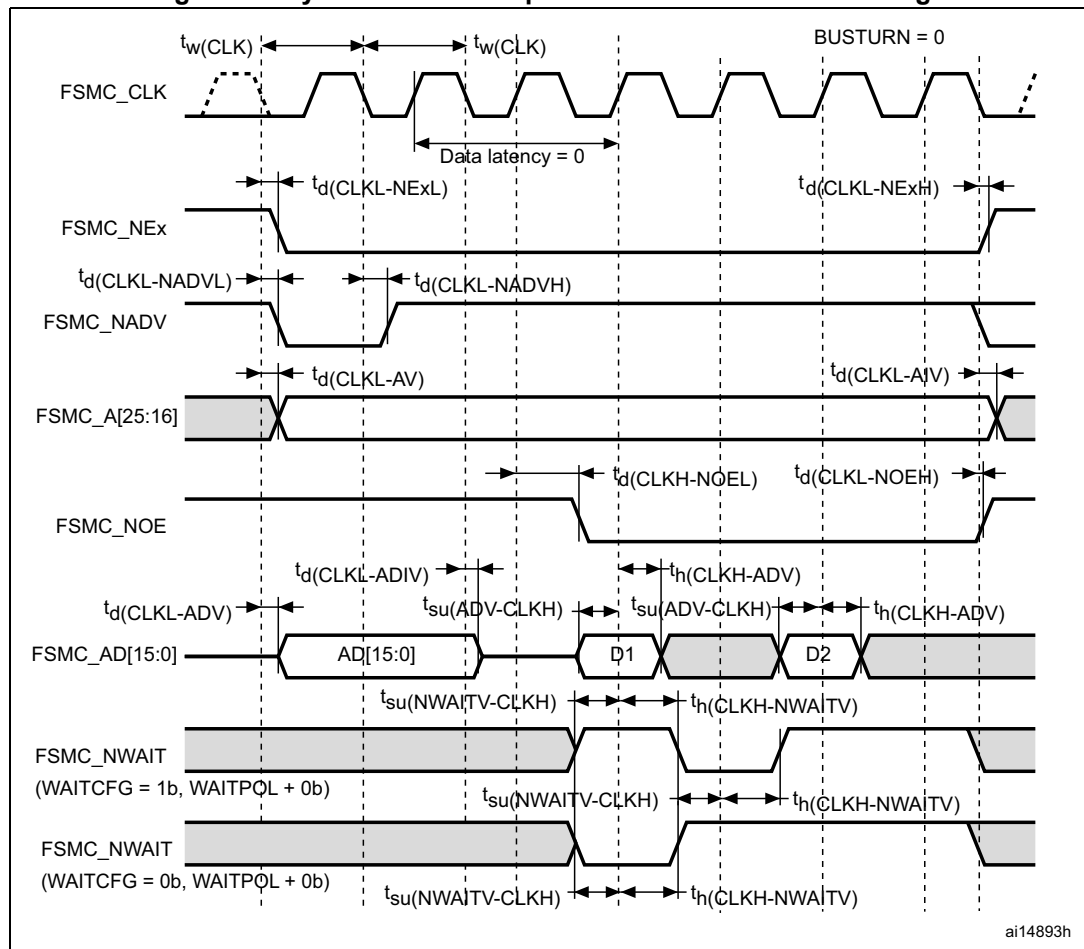 tw(CLK) tw(CLK) BUSTURN = 0
FSMC_CLK
Data latency = 0
td(CLKL-NExL) td(CLKL-NExH)
FSMC_NEx
td(CLKL-NADVL) td(CLKL-NADVH)
FSMC_NADV
td(CLKL-AV) td(CLKL-AIV)
FSMC_A[25:16]
td(CLKH-NOEL) td(CLKL-NOEH)
FSMC_NOE
td(CLKL-ADIV) th(CLKH-ADV)
td(CLKL-ADV) tsu(ADV-CLKH) tsu(ADV-CLKH) th(CLKH-ADV)
FSMC_AD[15:0] AD[15:0] D1 D2
tsu(NWAITV-CLKH) th(CLKH-NWAITV)
FSMC_NWAIT
(WAITCFG = 1b, WAITPOL + 0b)
tsu(NWAITV-CLKH) th(CLKH-NWAITV)
FSMC_NWAIT
(WAITCFG = 0b, WAITPOL + 0b)
tsu(NWAITV-CLKH) th(CLKH-NWAITV)
ai14893h